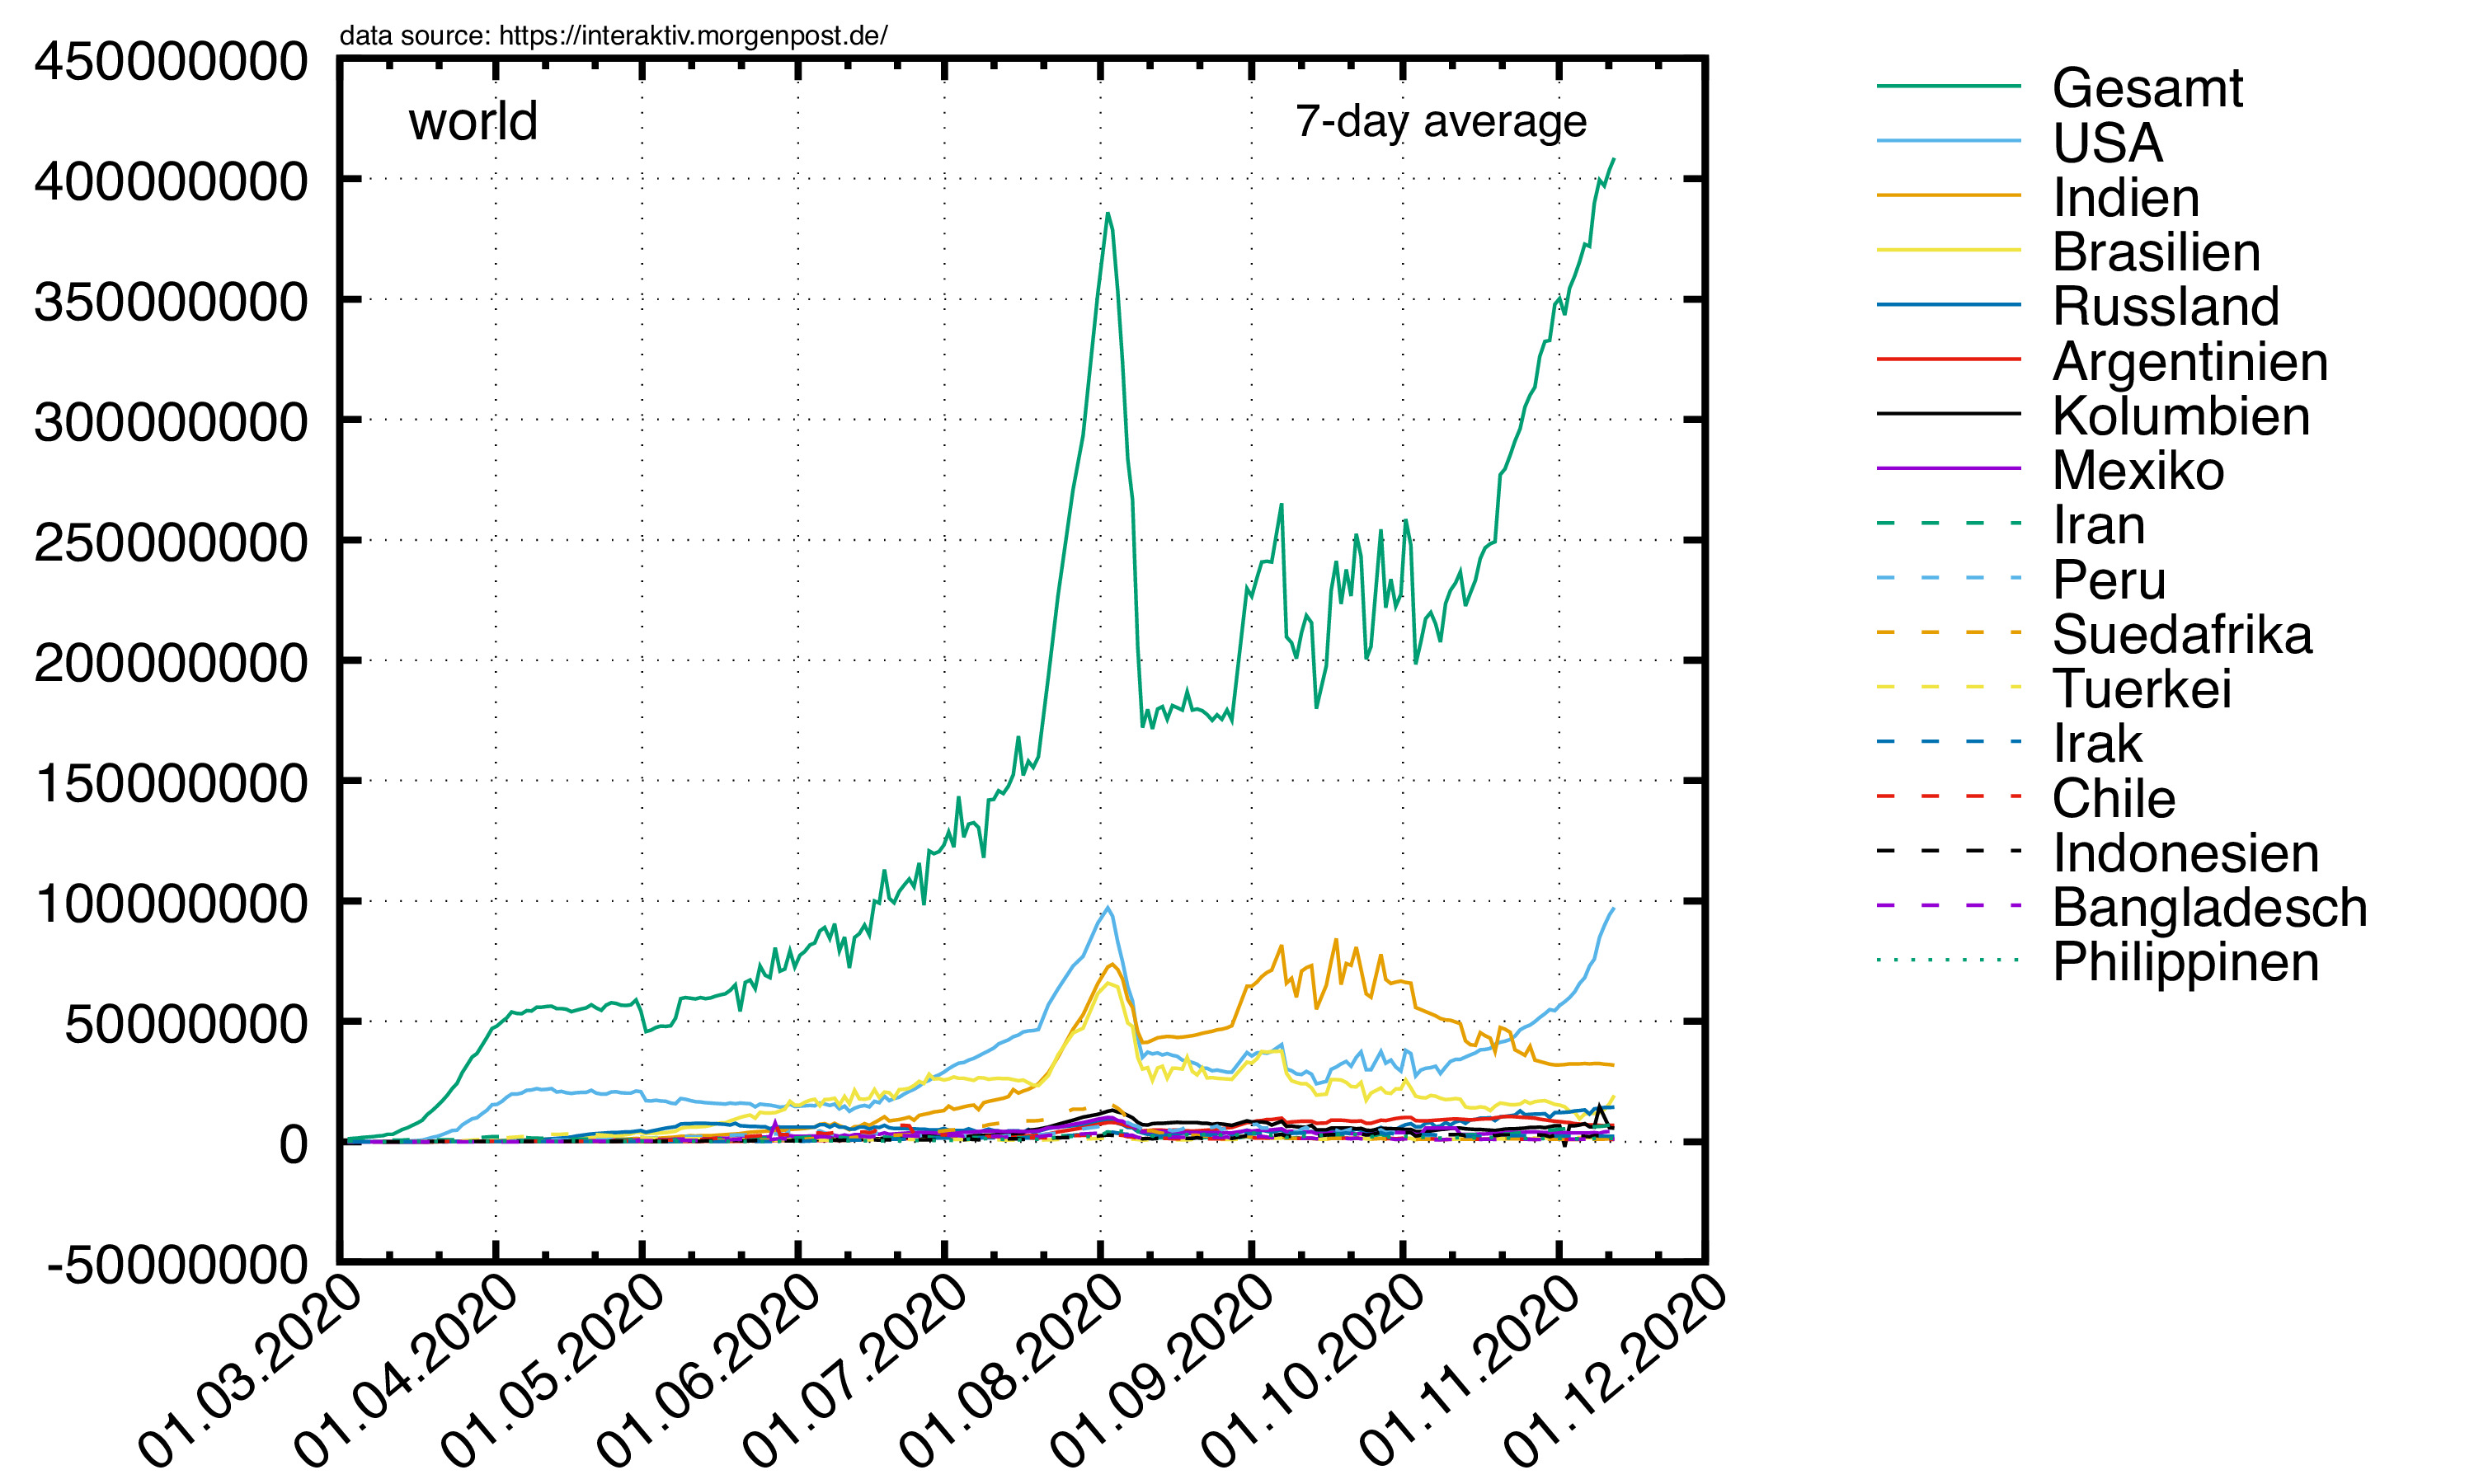 data source: https://interaktiv.morgenpost.de/
450000000
400000000
350000000
300000000
250000000
200000000
150000000
100000000
50000000
0
-50000000
world
7-day average
01.03.2020
01.04.2020
01.05.2020
01.06.2020
01.07.2020
01.08.2020
01.09.2020
01.10.2020
01.11.2020
01.12.2020
Gesamt
USA
Indien
Brasilien
Russland
Argentinien
Kolumbien
Mexiko
Iran
Peru
Suedafrika
Tuerkei
Irak
Chile
Indonesien
Bangladesch
Philippinen